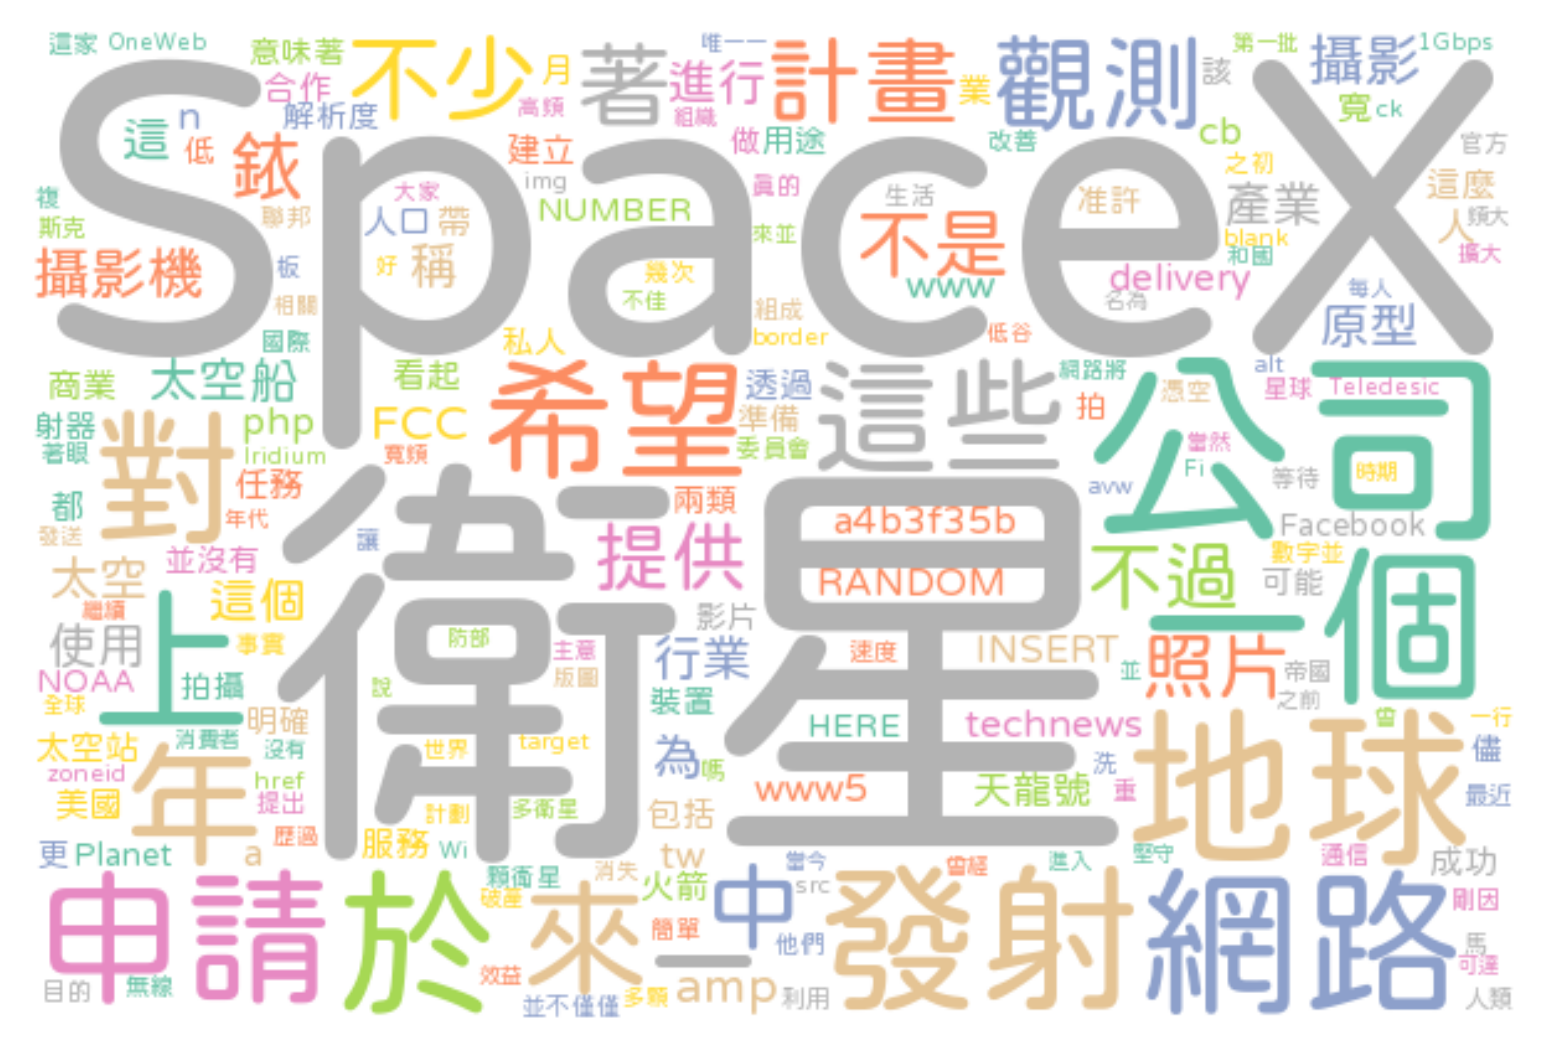 這家 OneWeb
意味著
不少
月
著
唯一一
進行
計畫
業
觀測
該
第一批
攝影
1Gbps
合作
解析度
高頻
組織
寬
ck
SpaceX
這
n
低
銥
建立
做
用途
改善
cb
之初
官方
複
斯克
聯邦
大家
人口
帶
img
NUMBER
真的
生活
准許
產業
這麼
人
頻大
攝影機
板
好
稱
來並
不是
blank
和國
擴大
相關
幾次
不佳
組成
www
delivery
名為
每人
原型
國際
私人
border
低谷
商業
太空船
看起
希望
透過
這些
網路將
alt
星球
Teledesic
公司
憑空
拍
射器
著眼
對
php
Iridium
FCC
寬頻
準備
委員會
當然
Fi
等待
時期
任務
兩類
avw
都
年代
發送
讓
衛星
a4b3f35b
Facebook
太空
並沒有
提供
RANDOM
不過
數字並
可能
個
繼續
上
這個
影片
一
使用
事實
防部
主意
行業
速度
INSERT
並
照片
帝國
之前
NOAA
全球
拍攝
說
版圖
裝置
明確
HERE
technews
曾
一行
地球
儘
太空站
消費者
沒有
世界
target
為
嗎
洗
zoneid
年
href
www5
天龍號
重
最近
美國
提出
計劃
多衛星
包括
更
Planet
a
歷過
服務
Wi
tw
當今
曾經
進入
堅守
通信
成功
申請
於
顆衛星
消失
火箭
中
src
發射
網路
剛因
破產
來
簡單
一
他們
馬
可達
目的
無線
效益
並不僅僅
多顆
amp
利用
人類